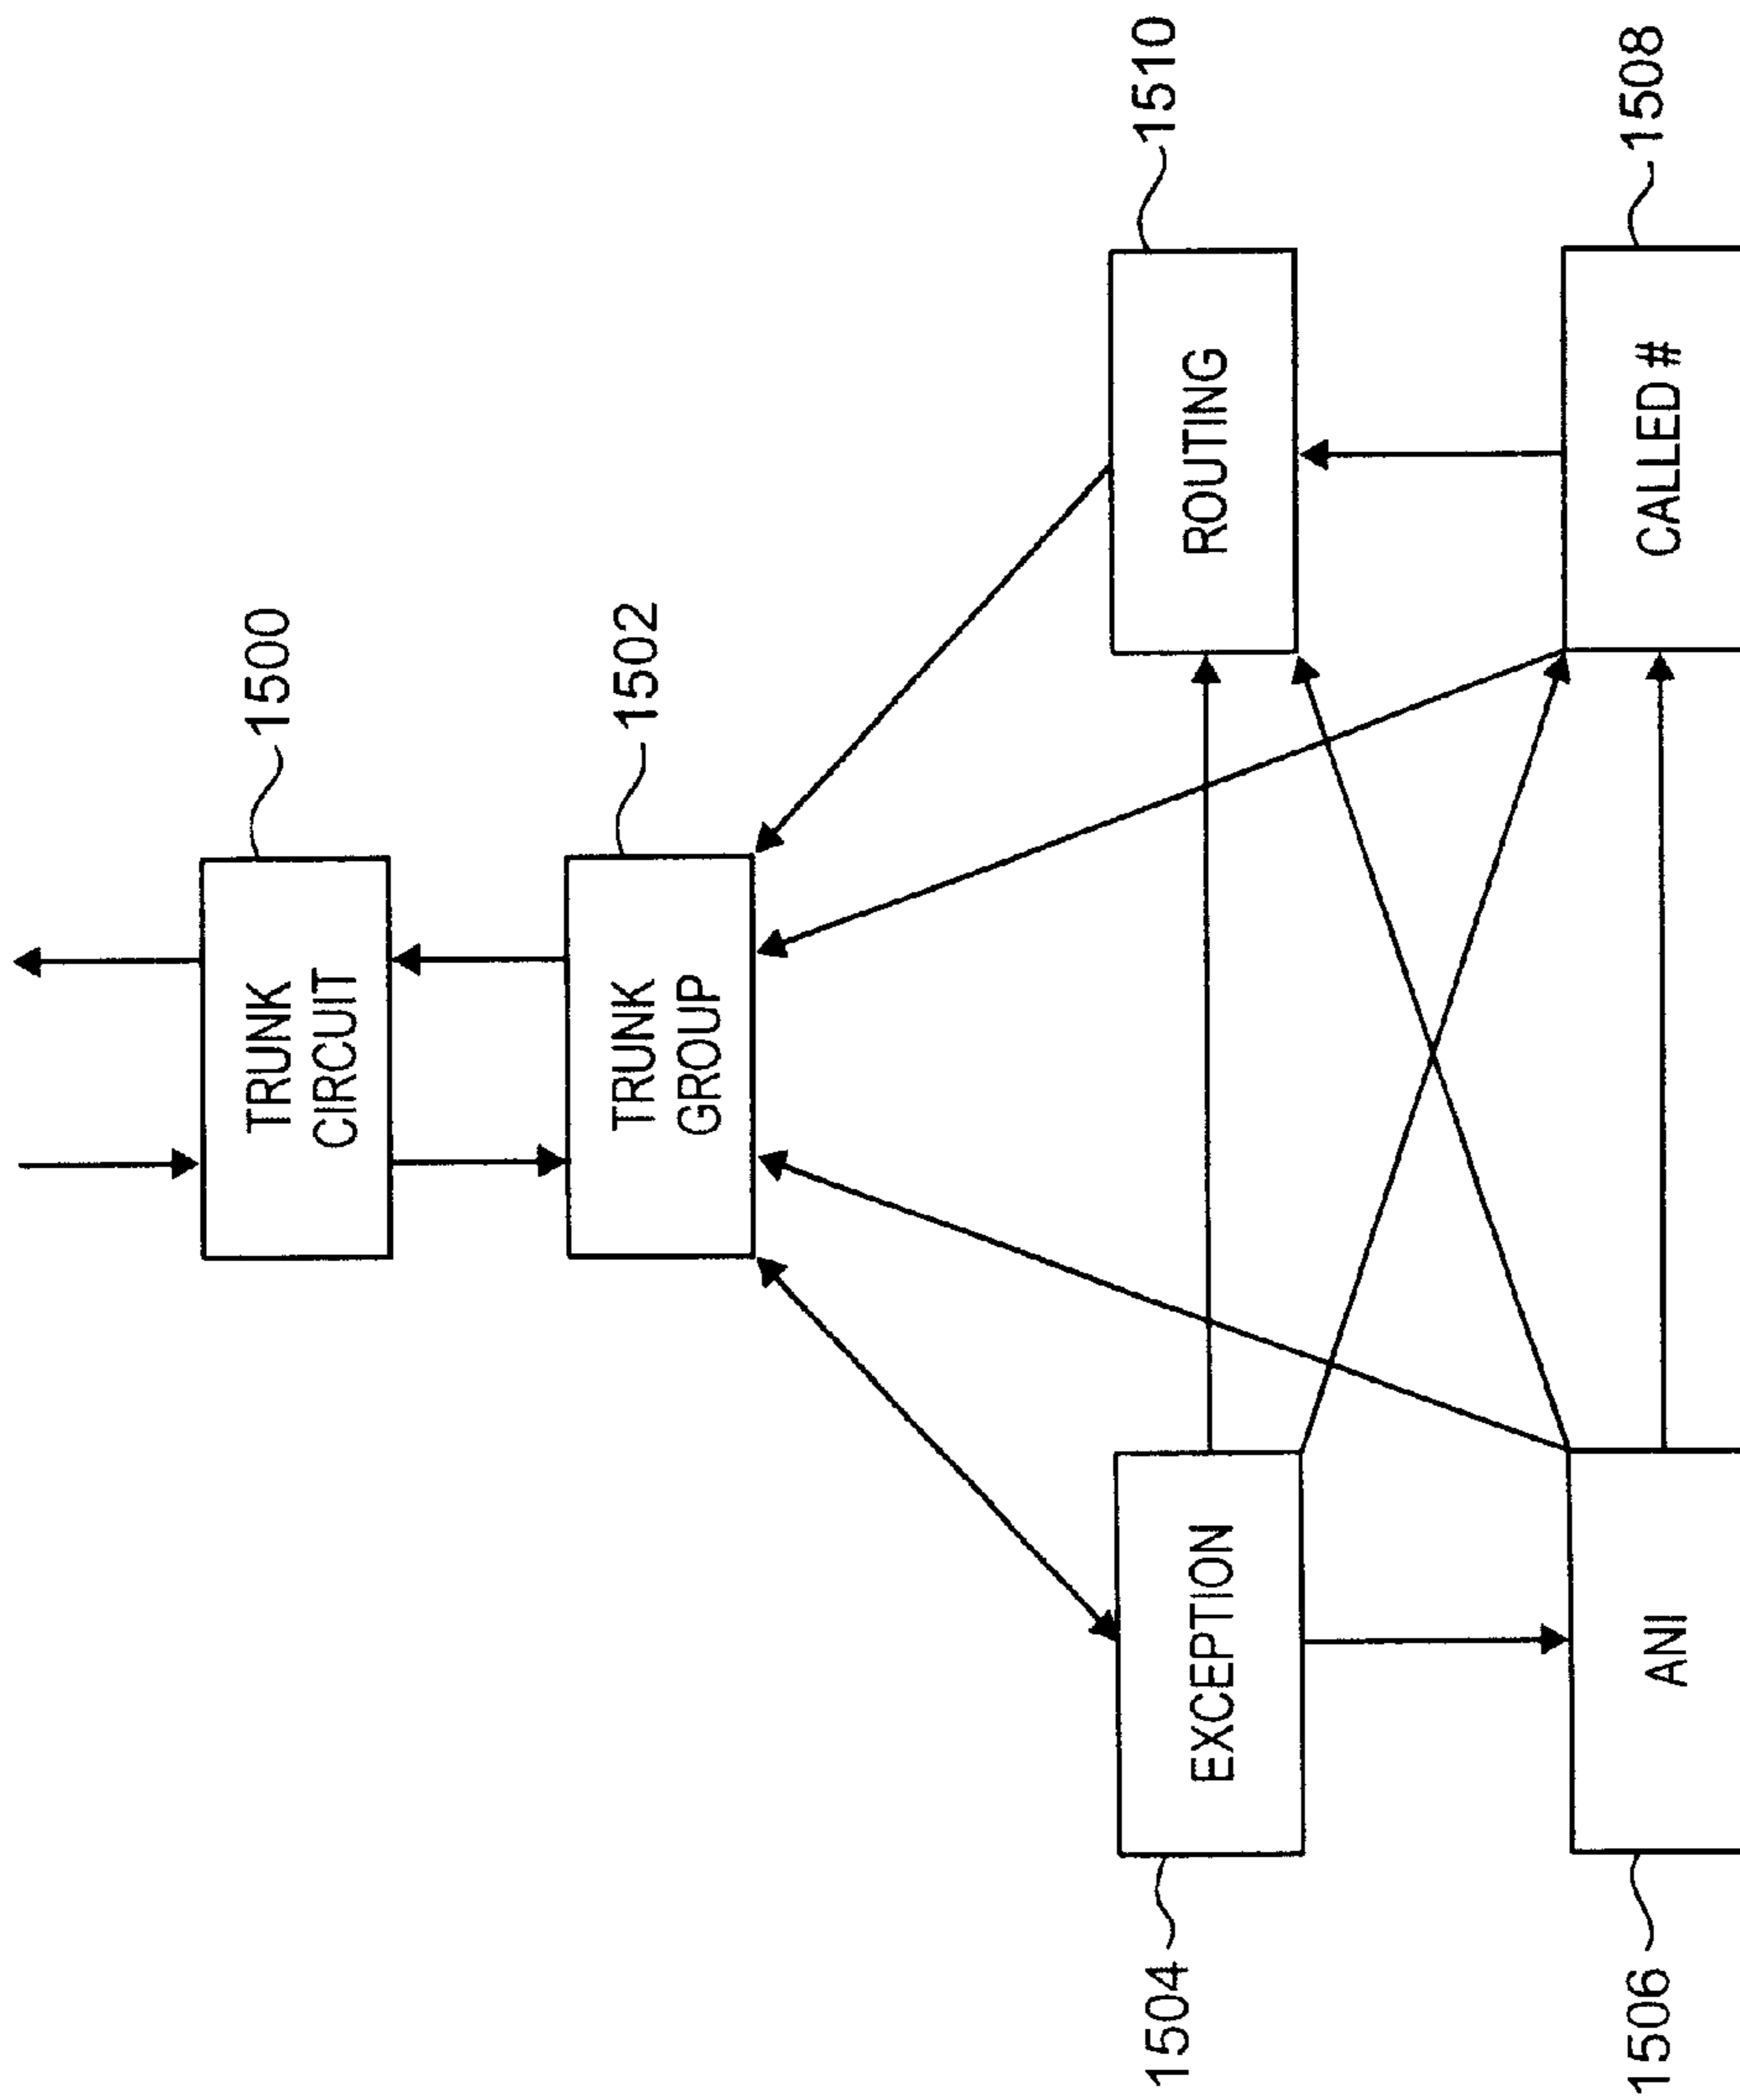 1500
TRUNK
CIRCUIT
1502
TRUNK
GROUP
1504
EXCEPTION
1510
ROUTING
1506
ANI
1508
CALLED #